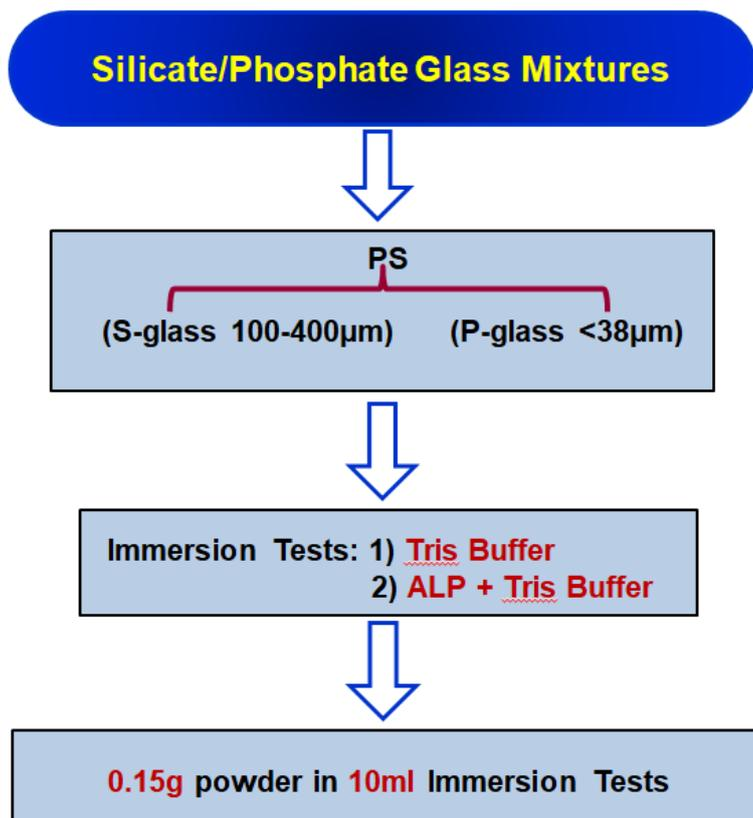 Silicate/Phosphate Glass Mixtures
PS
(S-glass 100-400µm) (P-glass <38µm)
Immersion Tests: 1) Tris Buffer
2) ALP + Tris Buffer
0.15g powder in 10ml Immersion Tests